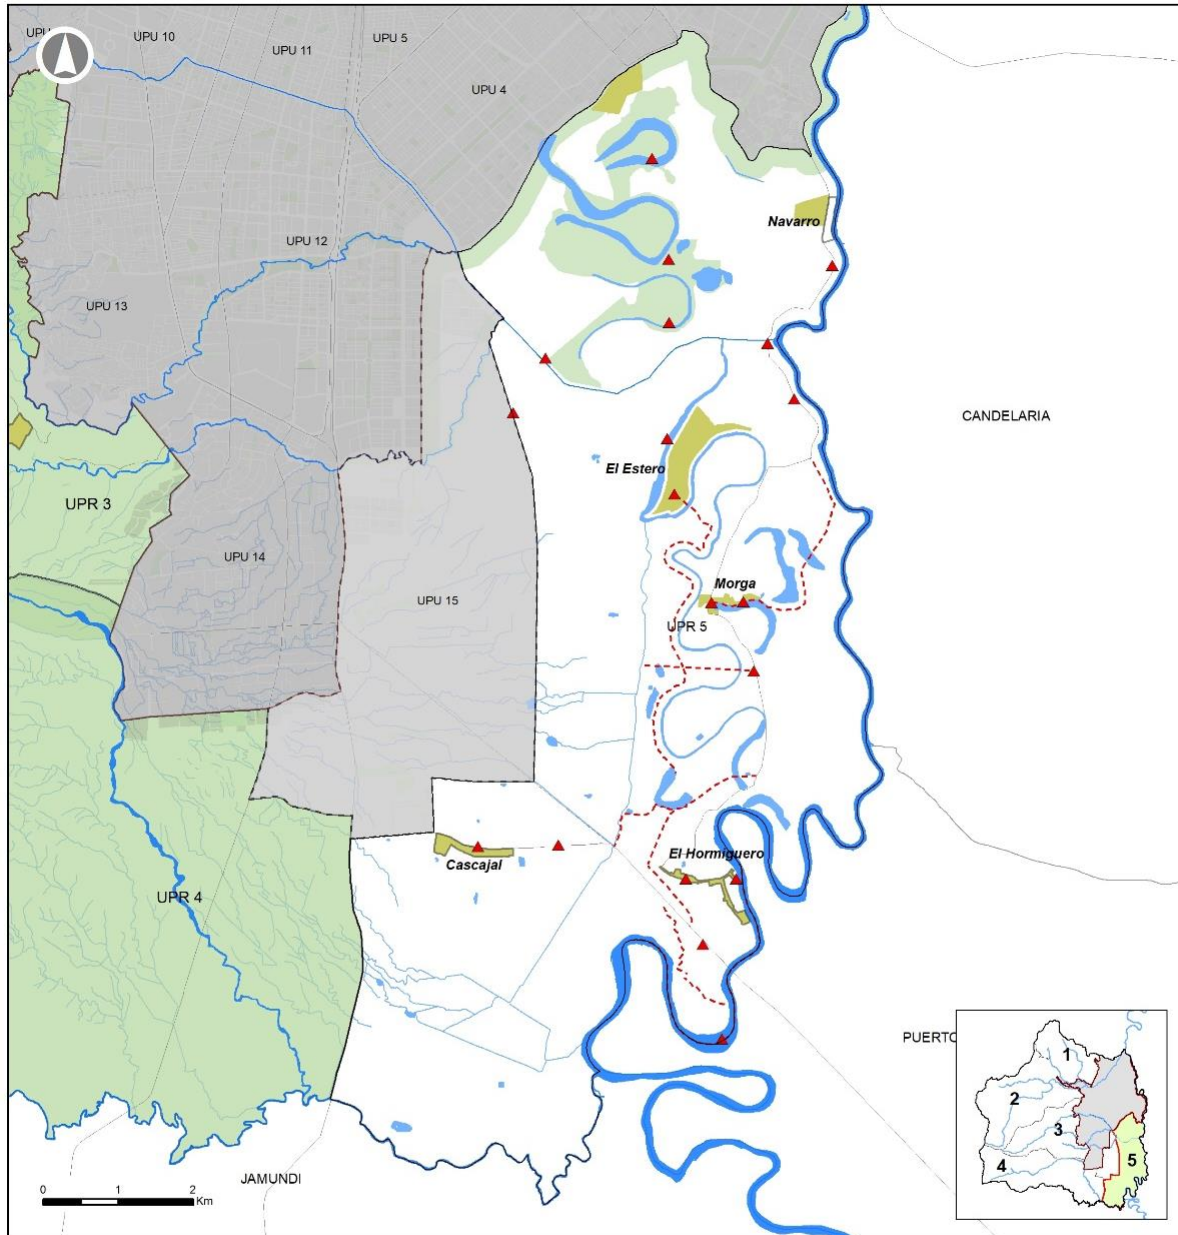 UPU
UPU 10
UPU 5
UPU 11
UPU 4
Navarro
UPU 12
UPU 13
CANDELARIA
El Estero
UPR 3
UPU 14
Morga
UPU 15
UPR 5
El Hormiguero
Cascajal
UPR 4
PUERTO
1
2
3
4
5
JAMUNDI
0 1 2
Km